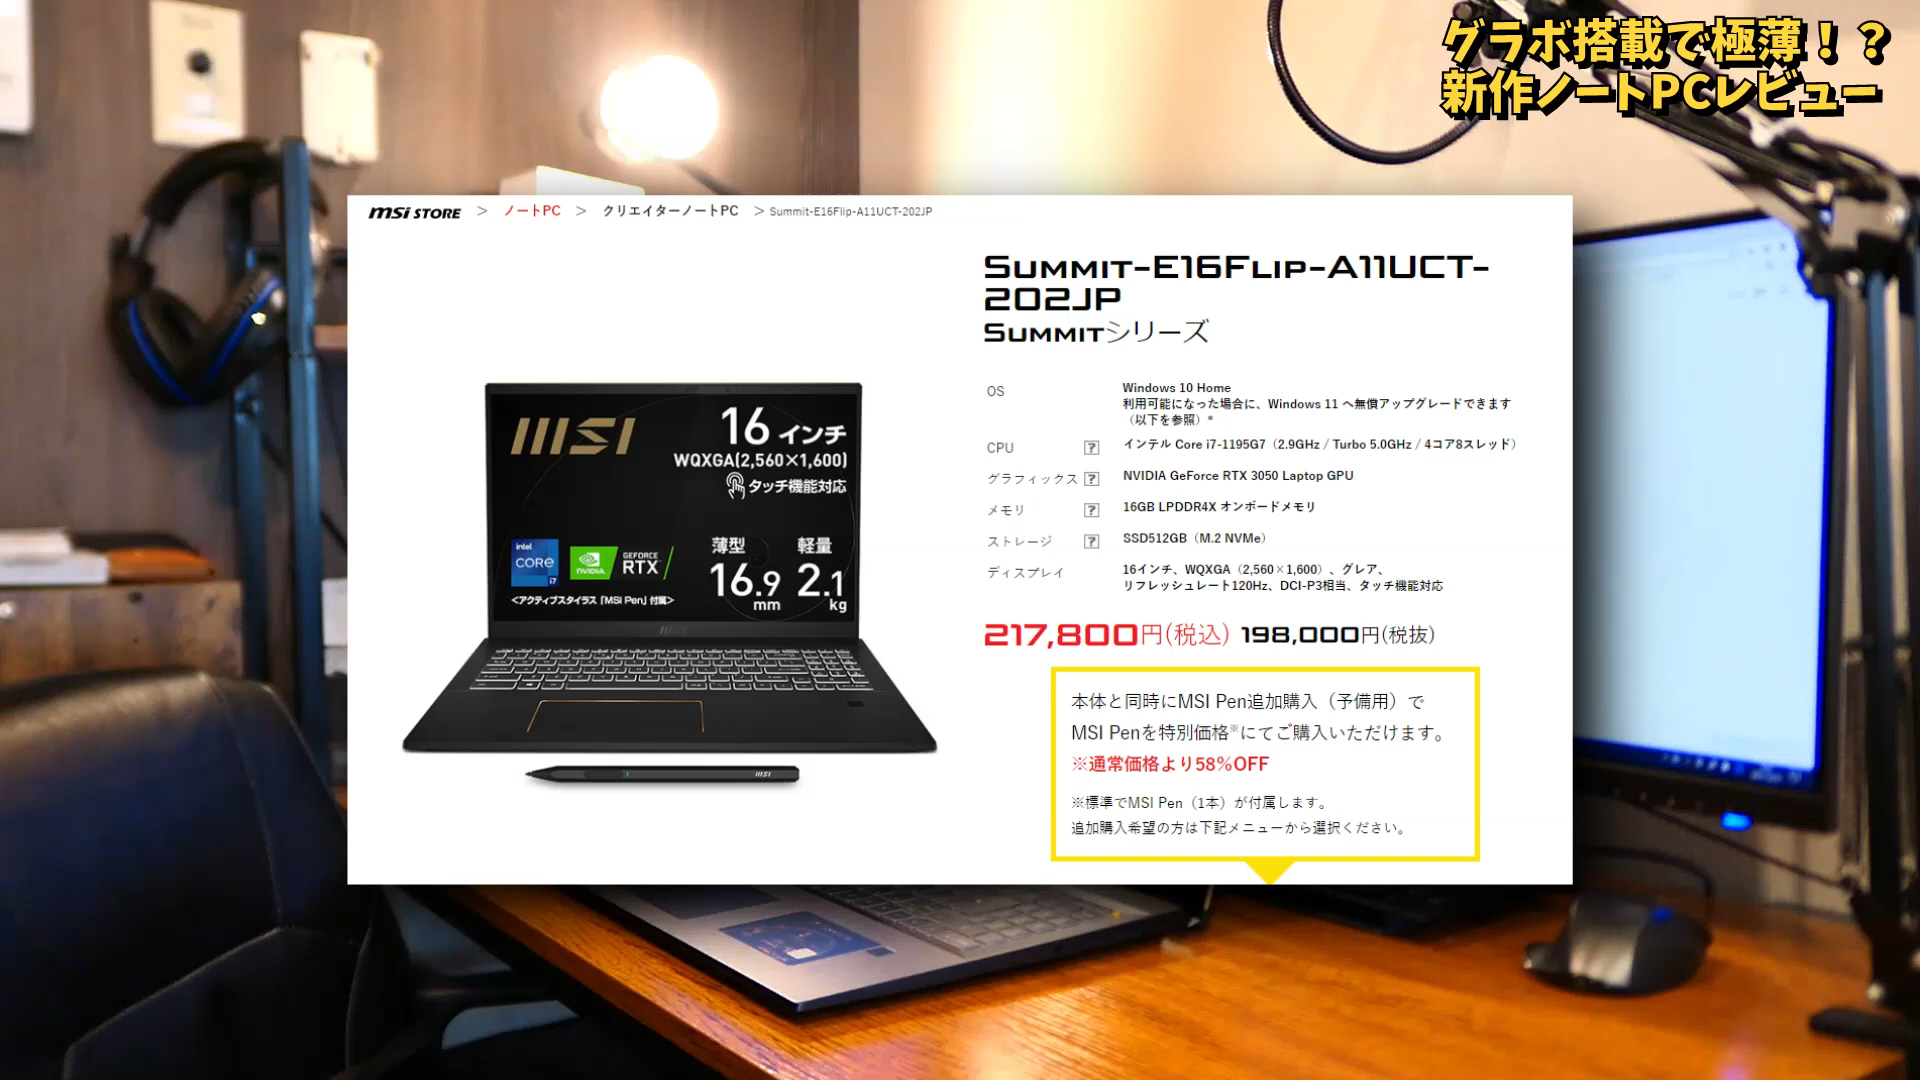 グラボ搭載で極薄！？
新作ノートPCレビュー
msi STORE > ノートPC > クリエイターノートPC > Summit-E16Flip-A11UCT-202JP
Summit-E16Flip-A11UCT-
202JP
Summitシリーズ
OS Windows 10 Home
利用可能になった場合に、Windows 11 へ無償アップグレードできます
（以下を参照）*
CPU ? インテル Core i7-1195G7（2.9GHz / Turbo 5.0GHz / 4コア8スレッド）
グラフィックス ? NVIDIA GeForce RTX 3050 Laptop GPU
メモリ ? 16GB LPDDR4X オンボードメモリ
ストレージ ? SSD512GB（M.2 NVMe）
ディスプレイ 16インチ、WQXGA（2,560×1,600）、グレア、
リフレッシュレート120Hz、DCI-P3相当、タッチ機能対応
217,800円(税込) 198,000円(税抜)
本体と同時にMSI Pen追加購入（予備用）で
MSI Penを特別価格※にてご購入いただけます。
※通常価格より58%OFF
※標準でMSI Pen（1本）が付属します。
追加購入希望の方は下記メニューから選択ください。
msi
16 インチ
WQXGA(2,560×1,600)
タッチ機能対応
intel CORE i7
NVIDIA GEFORCE RTX
<アクティブスタイラス「MSI Pen」付属>
薄型 軽量
16.9 mm 2.1 kg
msi
msi